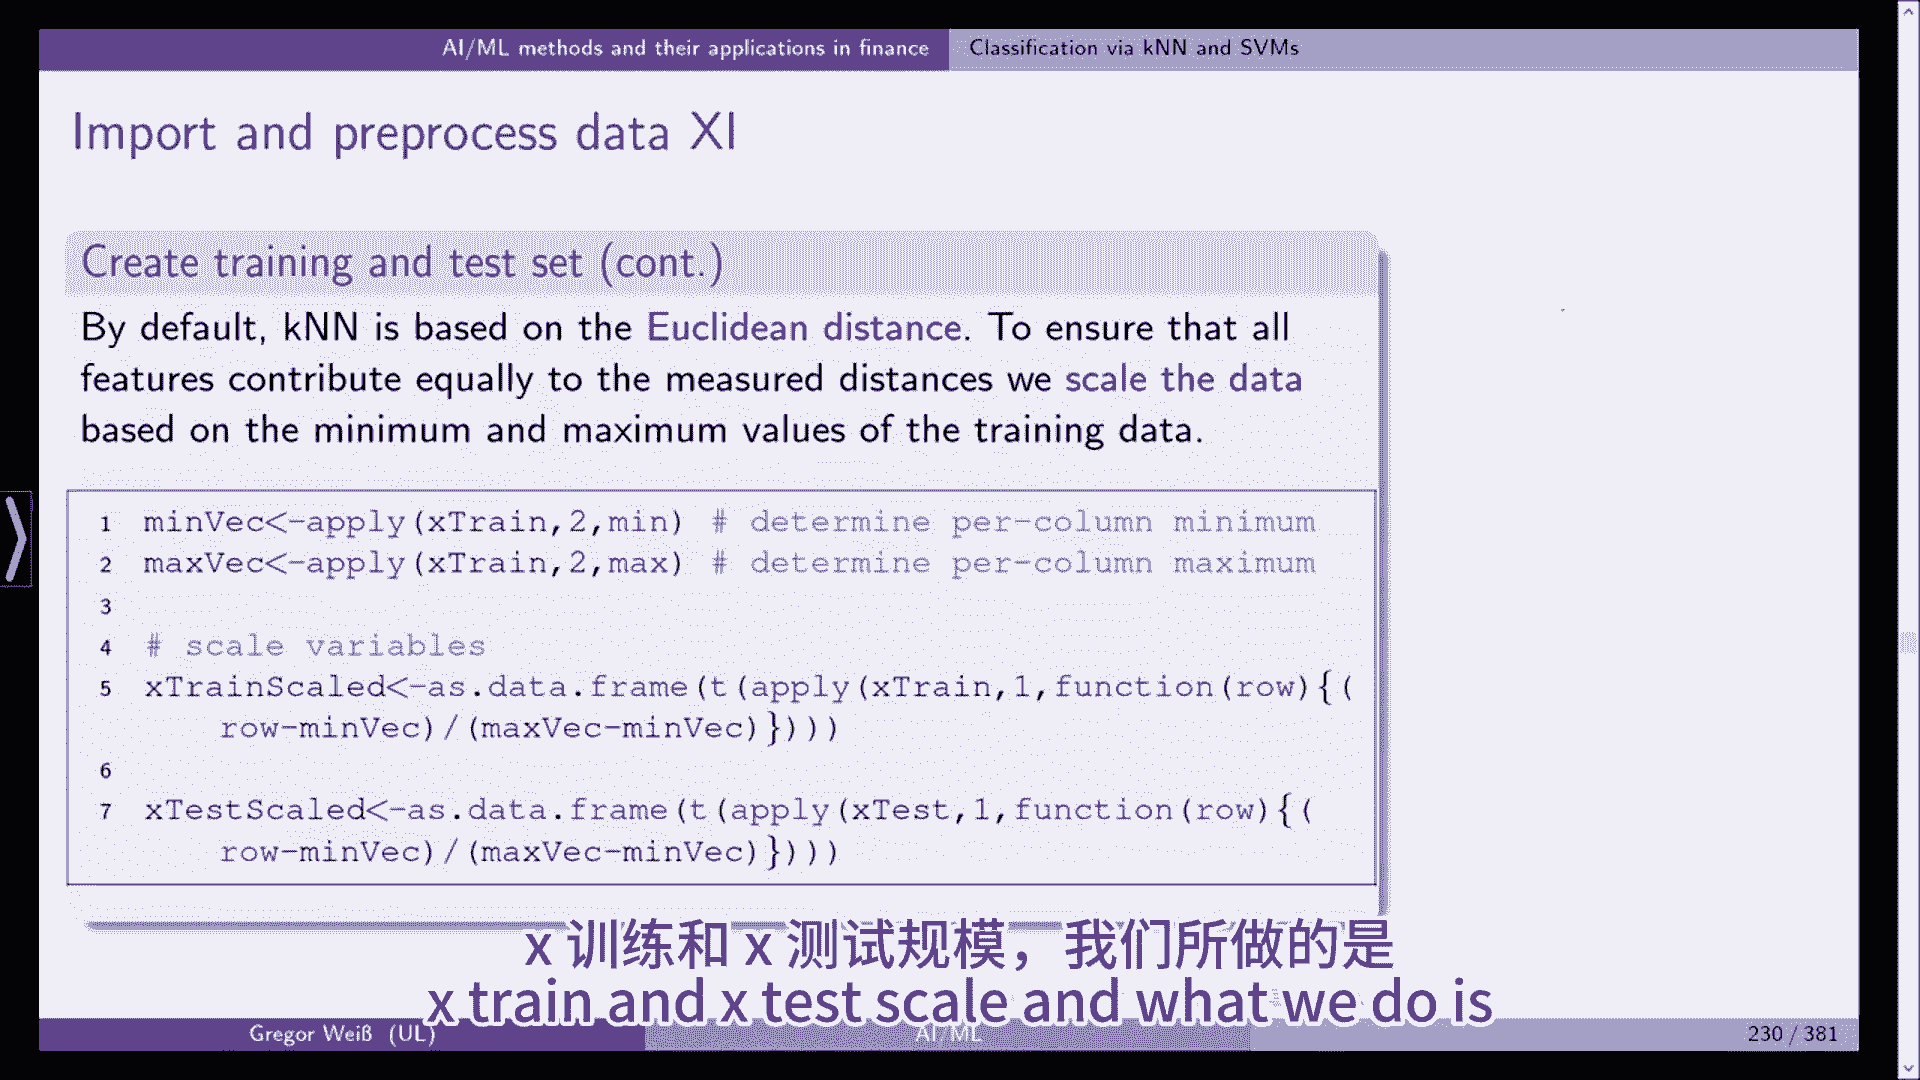 AI/ML methods and their applications in finance
Classification via kNN and SVMs
Import and preprocess data XI
Create training and test set (cont.)
By default, kNN is based on the Euclidean distance. To ensure that all
features contribute equally to the measured distances we scale the data
based on the minimum and maximum values of the training data.
1 minVec<-apply(xTrain,2,min) # determine per-column minimum
2 maxVec<-apply(xTrain,2,max) # determine per-column maximum
3
4 # scale variables
5 xTrainScaled<-as.data.frame(t(apply(xTrain,1,function(row){(
row-minVec)/(maxVec-minVec)})))
6
7 xTestScaled<-as.data.frame(t(apply(xTest,1,function(row){(
row-minVec)/(maxVec-minVec)})))
x 训练和 x 测试规模，我们所做的是
x train and x test scale and what we do is
Gregor Weiß (UL)
AI/ML
230 / 381